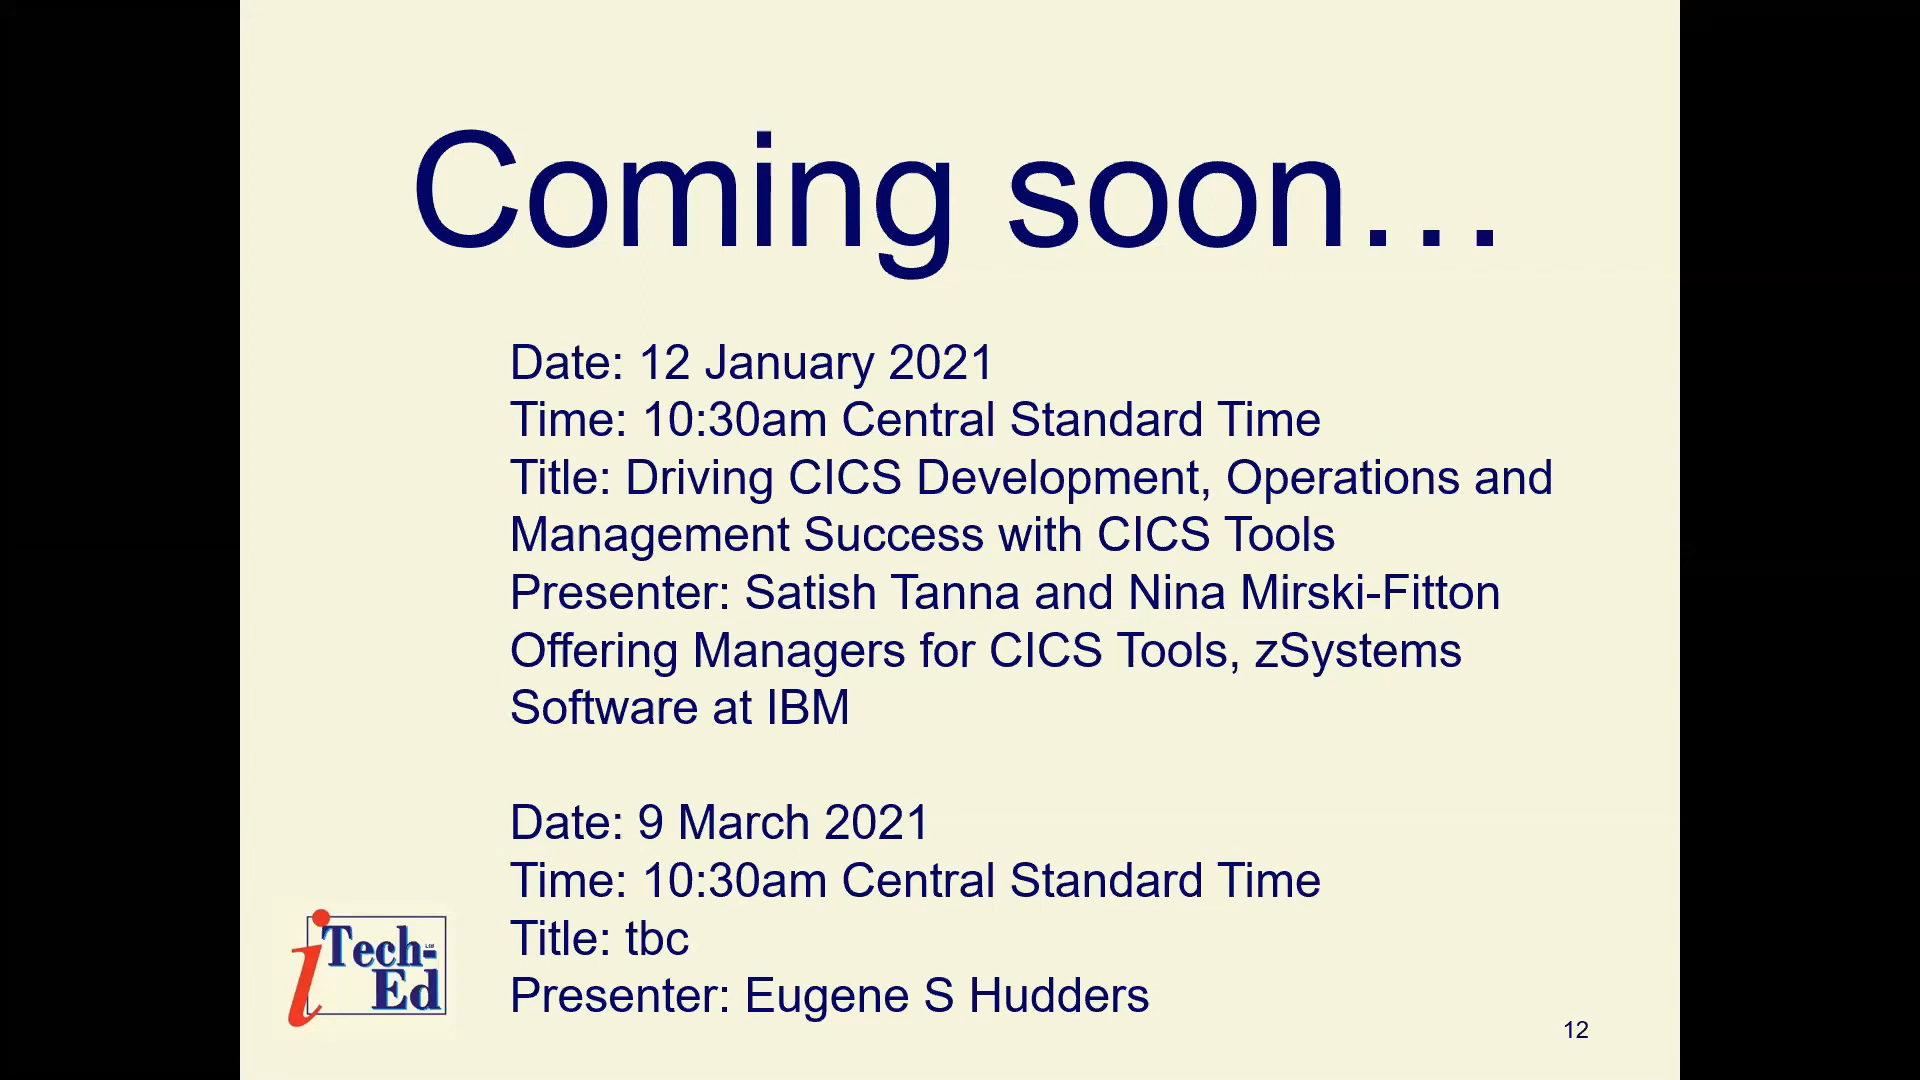 Coming soon…
Date: 12 January 2021
Time: 10:30am Central Standard Time
Title: Driving CICS Development, Operations and
Management Success with CICS Tools
Presenter: Satish Tanna and Nina Mirski-Fitton
Offering Managers for CICS Tools, zSystems
Software at IBM
Date: 9 March 2021
Time: 10:30am Central Standard Time
Title: tbc
Presenter: Eugene S Hudders
iTech-
Ed
12